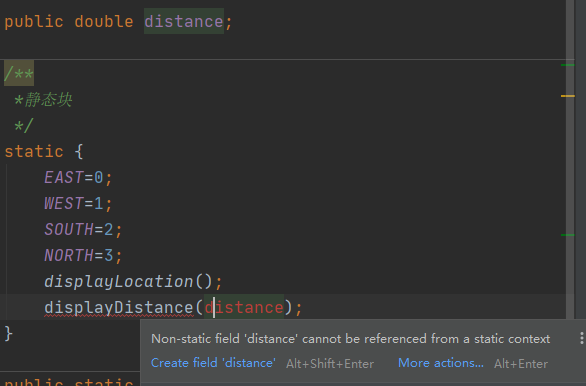 public double distance;
/**
*静态块
*/
static {
EAST=0;
WEST=1;
SOUTH=2;
NORTH=3;
displayLocation();
displayDistance(distance);
}
Non-static field 'distance' cannot be referenced from a static context
Create field 'distance' Alt+Shift+Enter More actions... Alt+Enter
public static